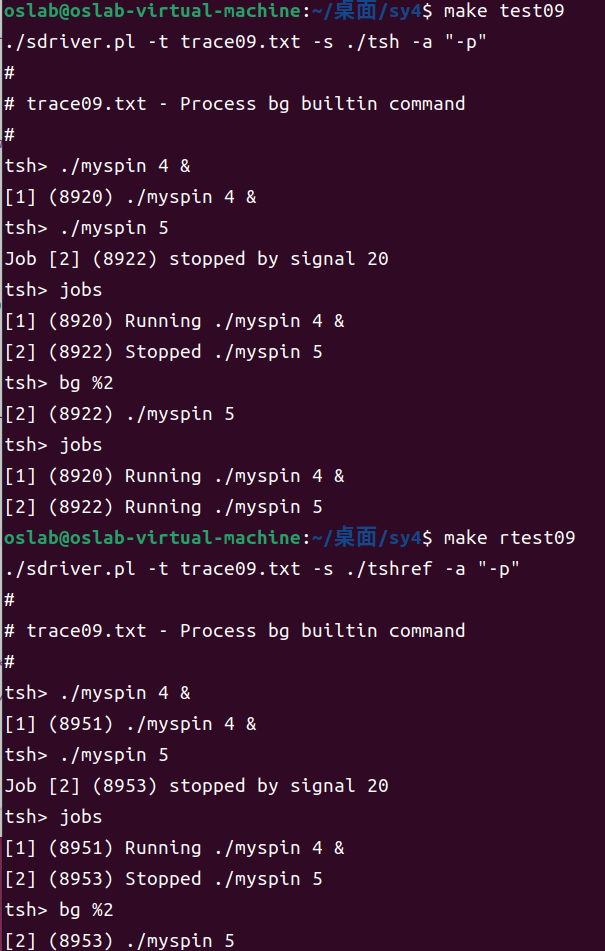 oslab@oslab-virtual-machine:~/桌面/sy4$ make test09
./sdriver.pl -t trace09.txt -s ./tsh -a "-p"
#
# trace09.txt - Process bg builtin command
#
tsh> ./myspin 4 &
[1] (8920) ./myspin 4 &
tsh> ./myspin 5
Job [2] (8922) stopped by signal 20
tsh> jobs
[1] (8920) Running ./myspin 4 &
[2] (8922) Stopped ./myspin 5
tsh> bg %2
[2] (8922) ./myspin 5
tsh> jobs
[1] (8920) Running ./myspin 4 &
[2] (8922) Running ./myspin 5
oslab@oslab-virtual-machine:~/桌面/sy4$ make rtest09
./sdriver.pl -t trace09.txt -s ./tshref -a "-p"
#
# trace09.txt - Process bg builtin command
#
tsh> ./myspin 4 &
[1] (8951) ./myspin 4 &
tsh> ./myspin 5
Job [2] (8953) stopped by signal 20
tsh> jobs
[1] (8951) Running ./myspin 4 &
[2] (8953) Stopped ./myspin 5
tsh> bg %2
[2] (8953) ./myspin 5